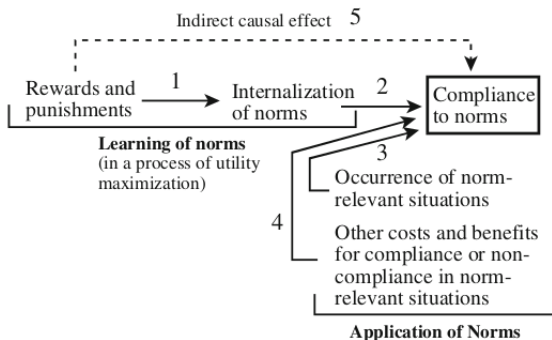 Indirect causal effect 5
Rewards and
punishments
1
Internalization
of norms
2
Compliance
to norms
Learning of norms
(in a process of utility
maximization)
3
Occurrence of norm-
relevant situations
4
Other costs and benefits
for compliance or non-
compliance in norm-
relevant situations
Application of Norms